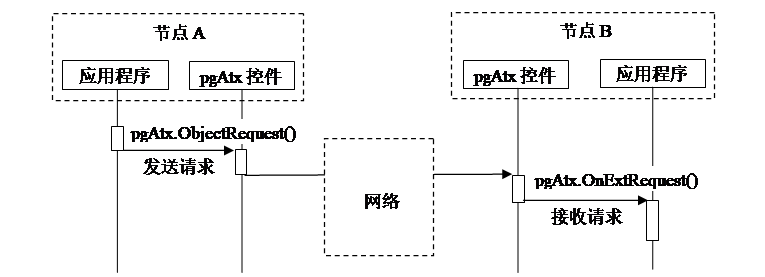 节点 A
节点 B
应用程序
pgAtx 控件
pgAtx 控件
应用程序
pgAtx.ObjectRequest()
发送请求
网络
pgAtx.OnExtRequest()
接收请求